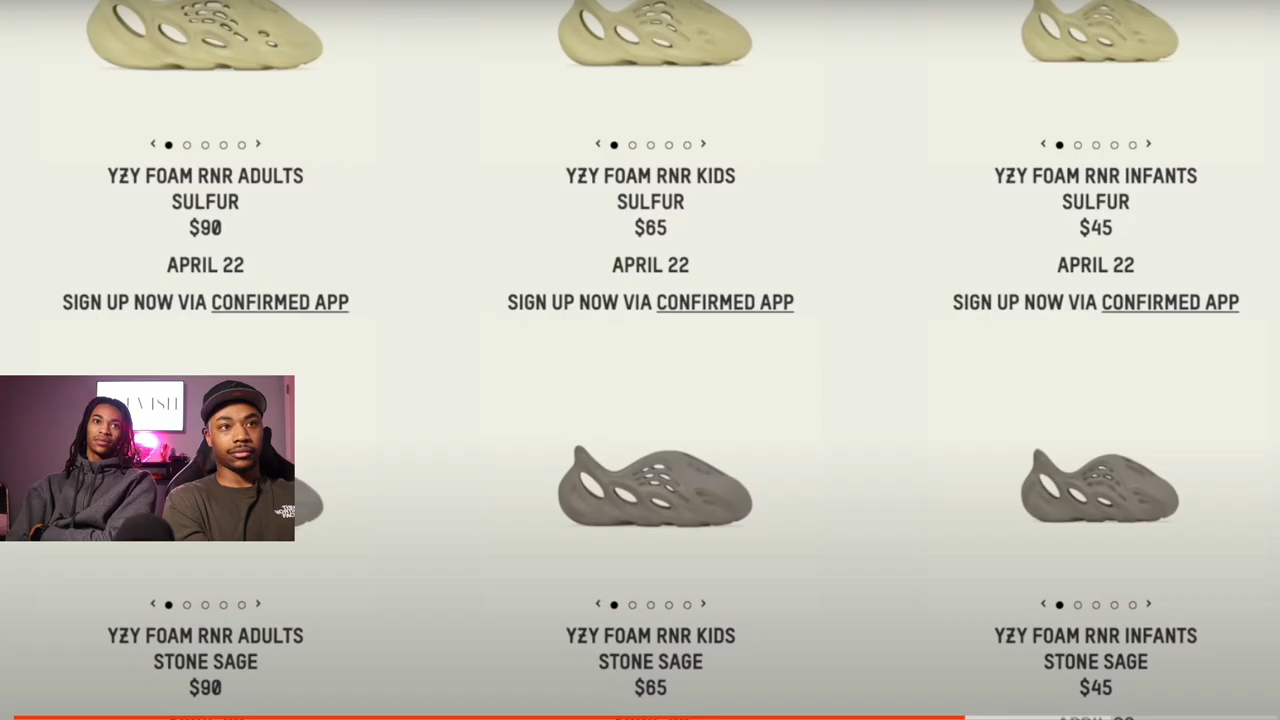 YZY FOAM RNR ADULTS
SULFUR
$90
APRIL 22
SIGN UP NOW VIA CONFIRMED APP
YZY FOAM RNR KIDS
SULFUR
$65
APRIL 22
SIGN UP NOW VIA CONFIRMED APP
YZY FOAM RNR INFANTS
SULFUR
$45
APRIL 22
SIGN UP NOW VIA CONFIRMED APP
YZY FOAM RNR ADULTS
STONE SAGE
$90
YZY FOAM RNR KIDS
STONE SAGE
$65
YZY FOAM RNR INFANTS
STONE SAGE
$45